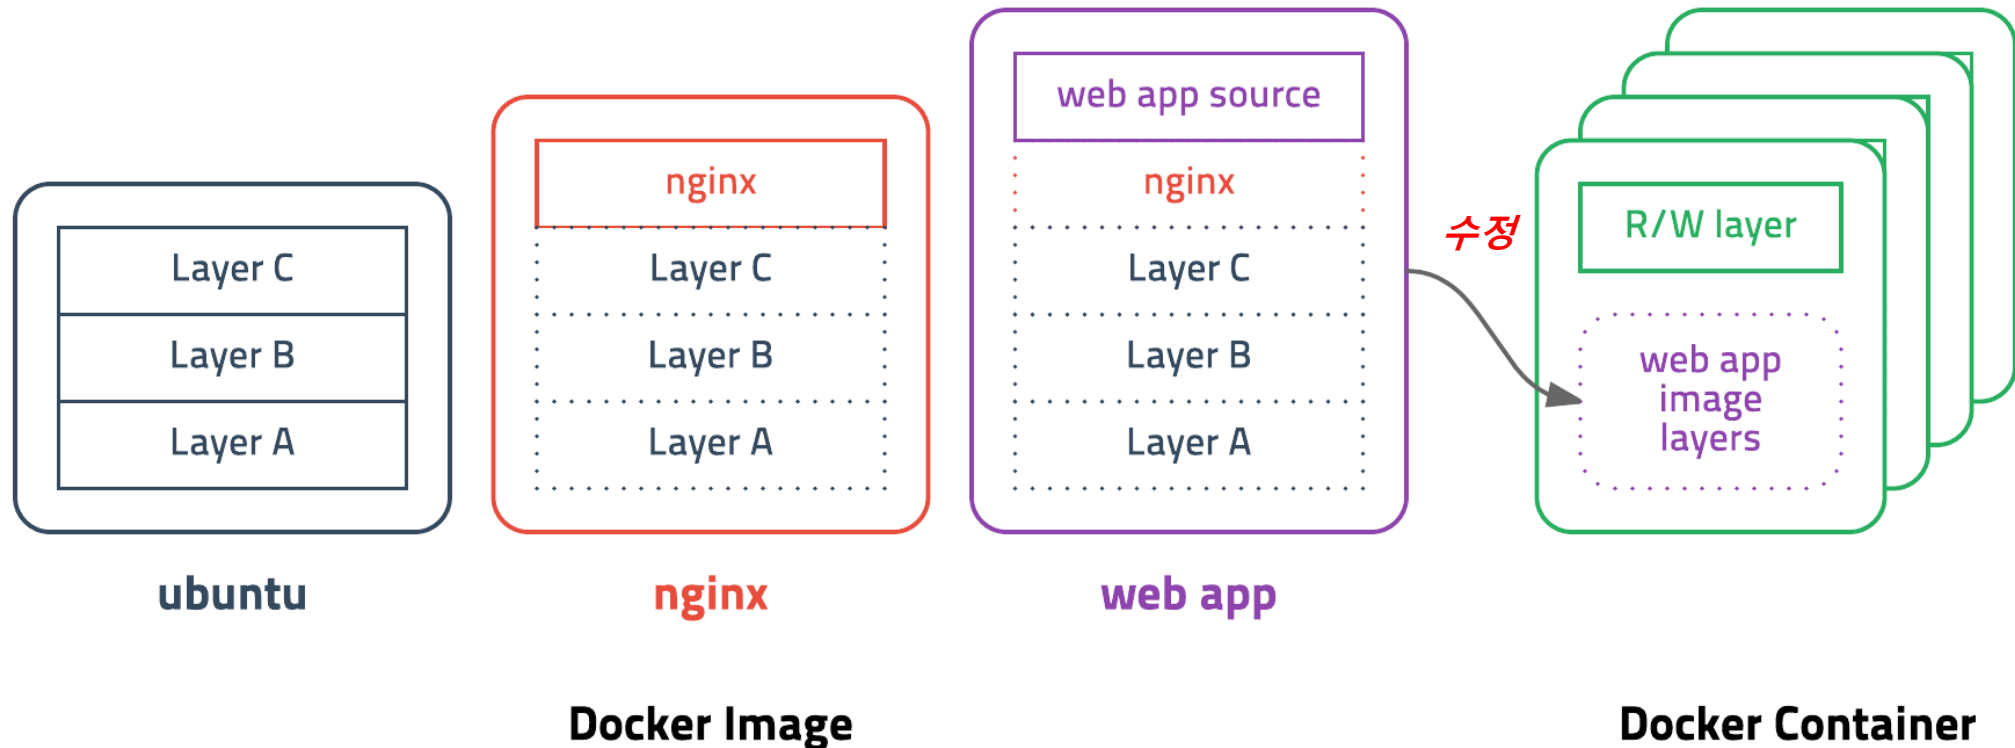 Layer C
Layer B
Layer A
ubuntu
nginx
Layer C
Layer B
Layer A
nginx
web app source
nginx
Layer C
Layer B
Layer A
web app
수정
R/W layer
web app
image
layers
Docker Image
Docker Container